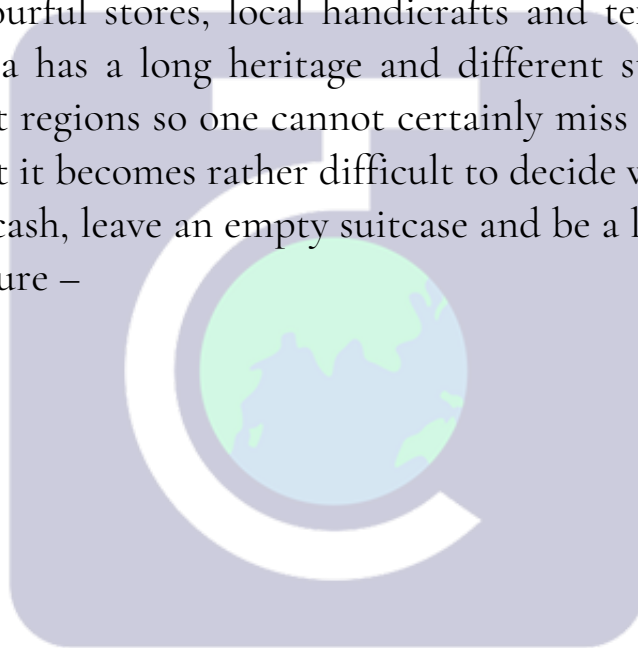 ourful stores, local handicrafts and te
a has a long heritage and different s
t regions so one cannot certainly miss
t it becomes rather difficult to decide
cash, leave an empty suitcase and be a
ure –